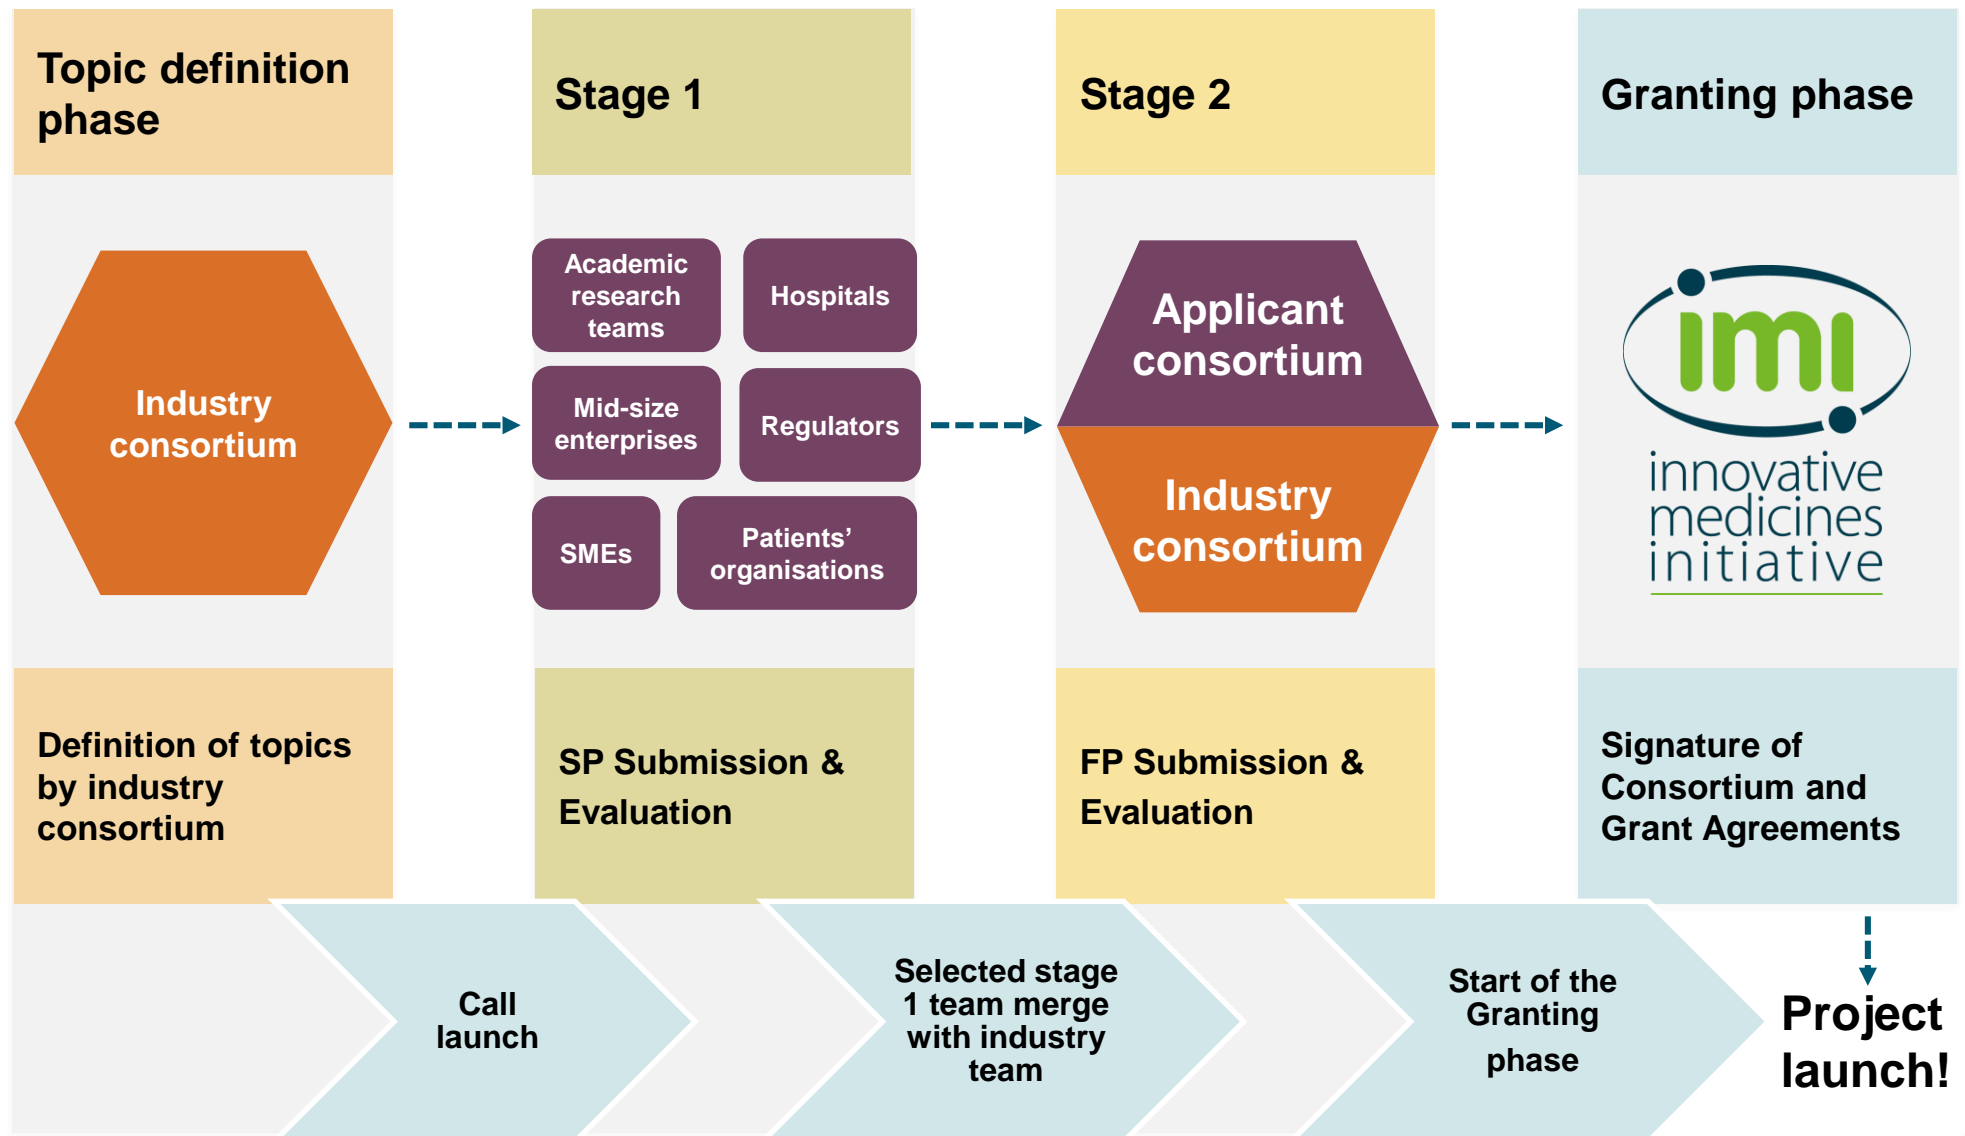 Topic definition
phase
Stage 1
Stage 2
Granting phase
Industry
consortium
Academic
research
teams
Hospitals
Mid-size
enterprises
Regulators
SMEs
Patients’
organisations
Applicant
consortium
Industry
consortium
imi
innovative
medicines
initiative
Definition of topics
by industry
consortium
SP Submission &
Evaluation
FP Submission &
Evaluation
Signature of
Consortium and
Grant Agreements
Call
launch
Selected stage
1 team merge
with industry
team
Start of the
Granting
phase
Project
launch!